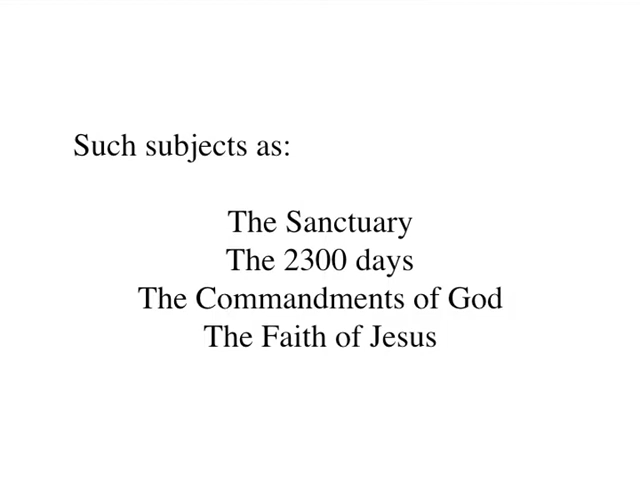 Such subjects as:
The Sanctuary
The 2300 days
The Commandments of God
The Faith of Jesus